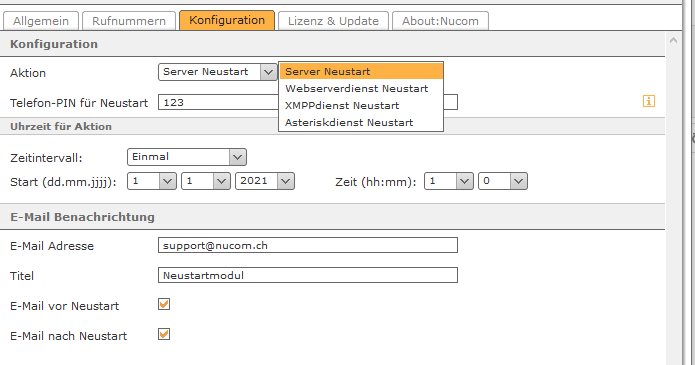 Allgemein Rufnummern Konfiguration Lizenz & Update About:Nucom
Konfiguration
Aktion Server Neustart Server Neustart
Webserverdienst Neustart
Telefon-PIN für Neustart 123 XMPPdienst Neustart
Asteriskdienst Neustart
Uhrzeit für Aktion
Zeitintervall: Einmal
Start (dd.mm.jjjj): 1 1 2021 Zeit (hh:mm): 1 0
E-Mail Benachrichtigung
E-Mail Adresse support@nucom.ch
Titel Neustartmodul
E-Mail vor Neustart
E-Mail nach Neustart